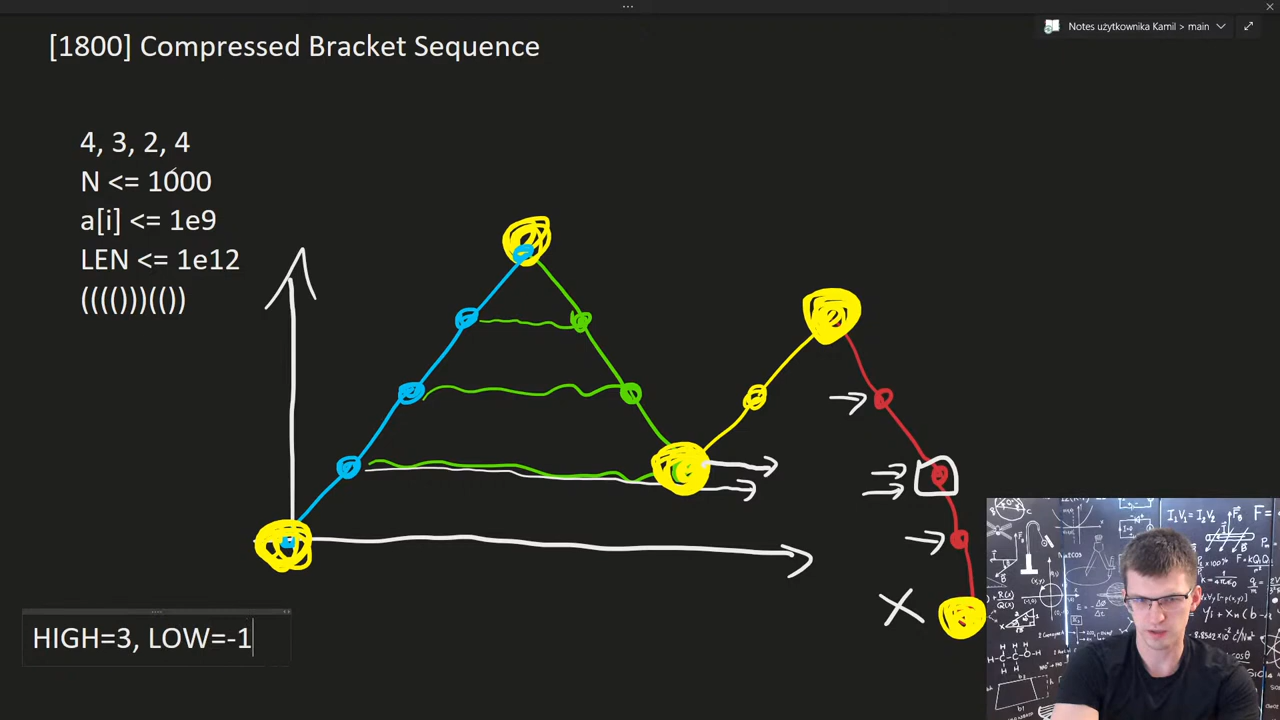 [1800] Compressed Bracket Sequence
Notes użytkownika Kamil > main
4, 3, 2, 4
N <= 1000
a[i] <= 1e9
LEN <= 1e12
(((()))(())
X
HIGH=3, LOW=-1